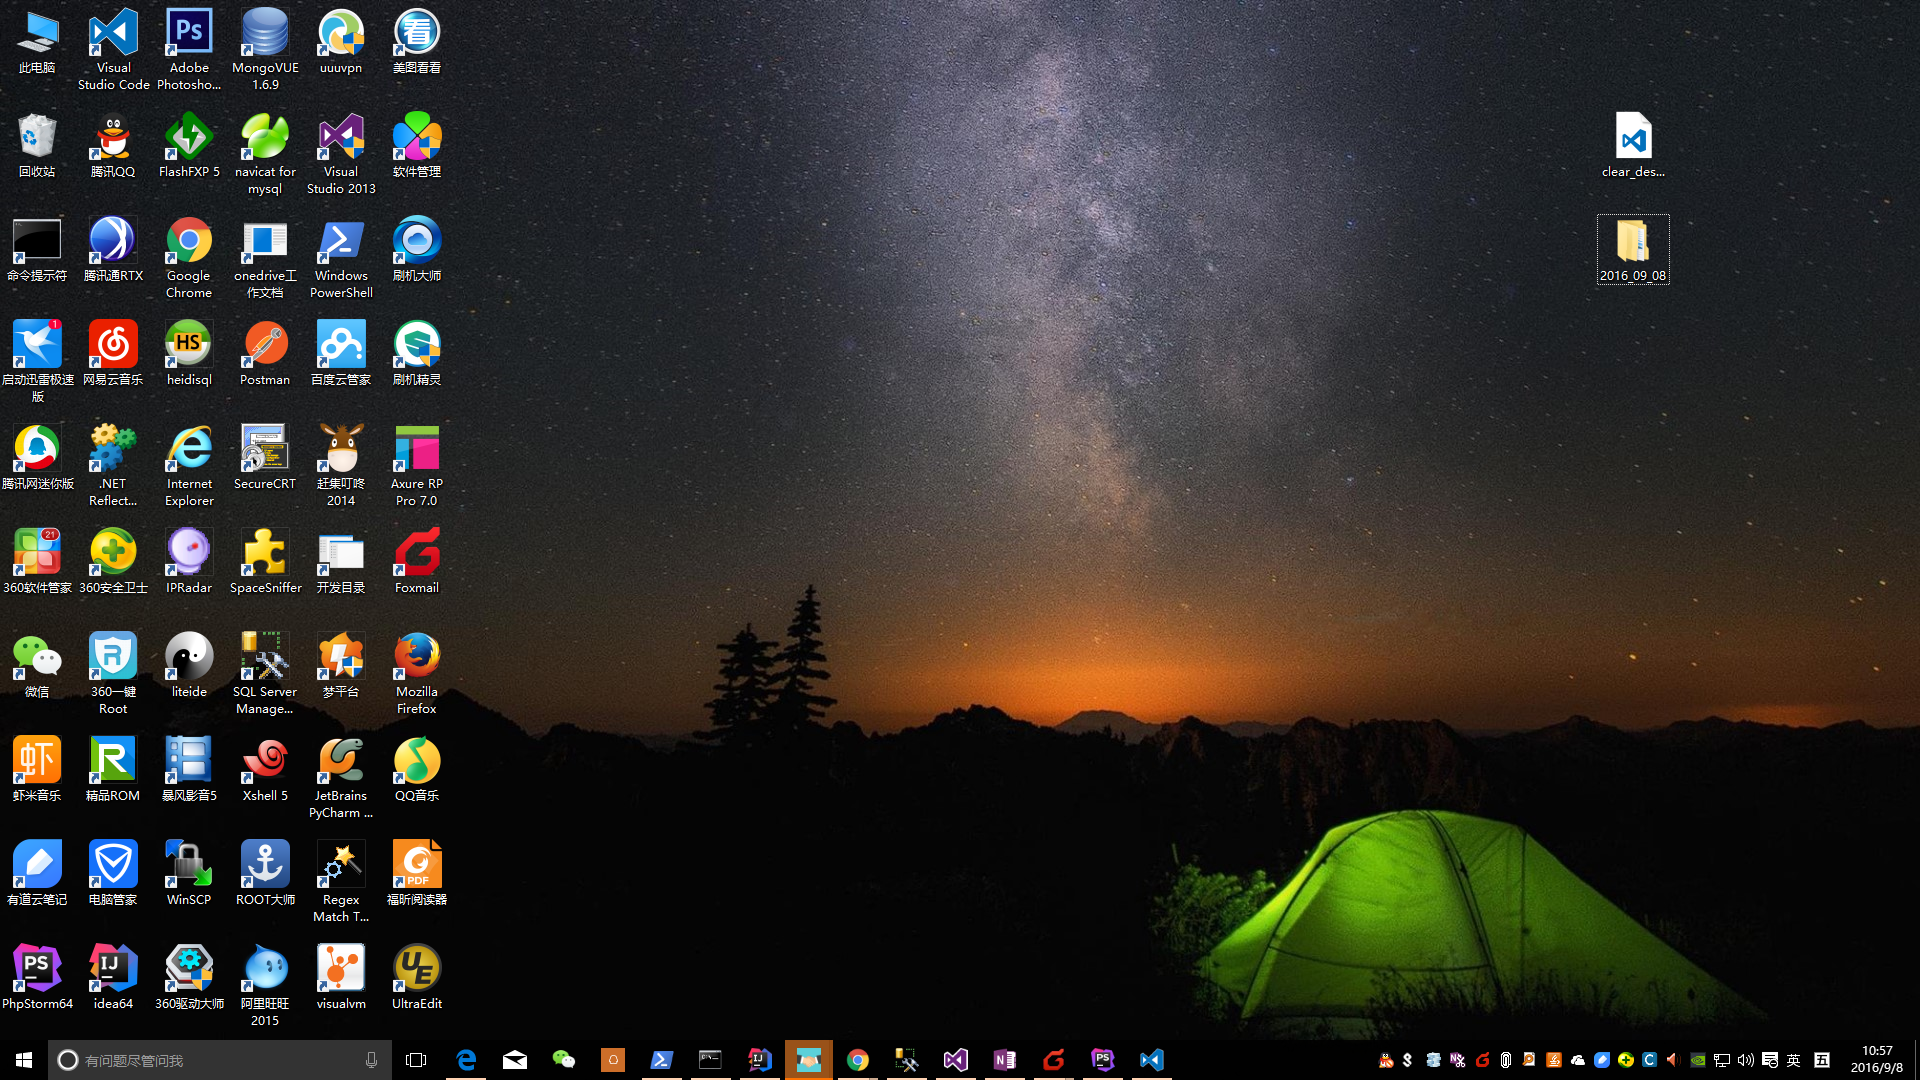 此电脑
Visual
Studio Code
Adobe
Photosho...
MongoVUE
1.6.9
uuuvpn
美图看看
回收站
腾讯QQ
FlashFXP 5
navicat for
mysql
Visual
Studio 2013
软件管理
clear_des...
命令提示符
腾讯通RTX
Google
Chrome
onedrive工
作文档
Windows
PowerShell
刷机大师
2016_09_08
启动迅雷极速
版
网易云音乐
heidisql
Postman
百度云管家
刷机精灵
腾讯网迷你版
.NET
Reflect...
Internet
Explorer
SecureCRT
赶集叮咚
2014
Axure RP
Pro 7.0
360软件管家
360安全卫士
IPRadar
SpaceSniffer
开发目录
Foxmail
微信
360一键
Root
liteide
SQL Server
Manage...
梦平台
Mozilla
Firefox
虾米音乐
精品ROM
暴风影音5
Xshell 5
JetBrains
PyCharm ...
QQ音乐
有道云笔记
电脑管家
WinSCP
ROOT大师
Regex
Match T...
福昕阅读器
PhpStorm64
idea64
360驱动大师
阿里旺旺
2015
visualvm
UltraEdit
有问题尽管问我
英
五
10:57
2016/9/8